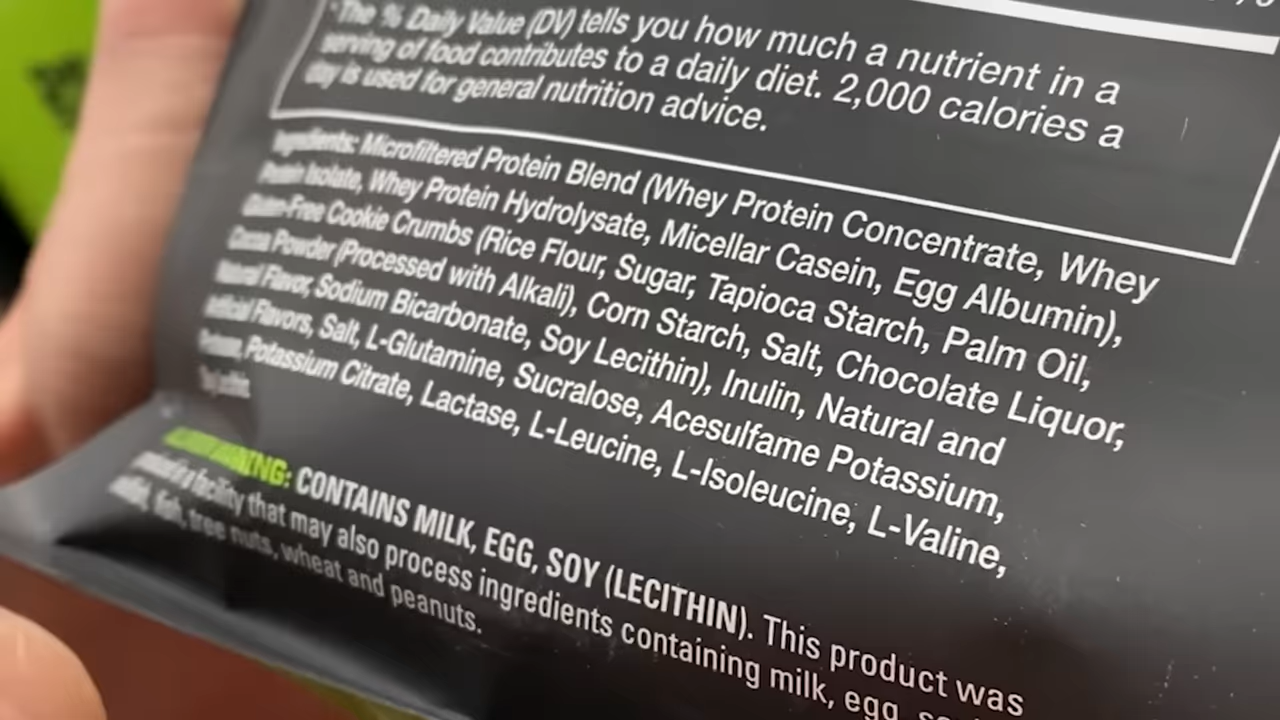 *The % Daily Value (DV) tells you how much a nutrient in a
serving of food contributes to a daily diet. 2,000 calories a
day is used for general nutrition advice.
Ingredients: Microfiltered Protein Blend (Whey Protein Concentrate, Whey
Protein Isolate, Whey Protein Hydrolysate, Micellar Casein, Egg Albumin),
Gluten-Free Cookie Crumbs (Rice Flour, Sugar, Tapioca Starch, Palm Oil,
Cocoa Powder (Processed with Alkali), Corn Starch, Salt, Chocolate Liquor,
Natural Flavor, Sodium Bicarbonate, Soy Lecithin), Inulin, Natural and
Artificial Flavors, Salt, L-Glutamine, Sucralose, Acesulfame Potassium,
Potassium Citrate, Lactase, L-Leucine, L-Isoleucine, L-Valine,
CONTAINS MILK, EGG, SOY (LECITHIN). This product was
produced in a facility that may also process ingredients containing milk, egg,
fish, tree nuts, wheat and peanuts.